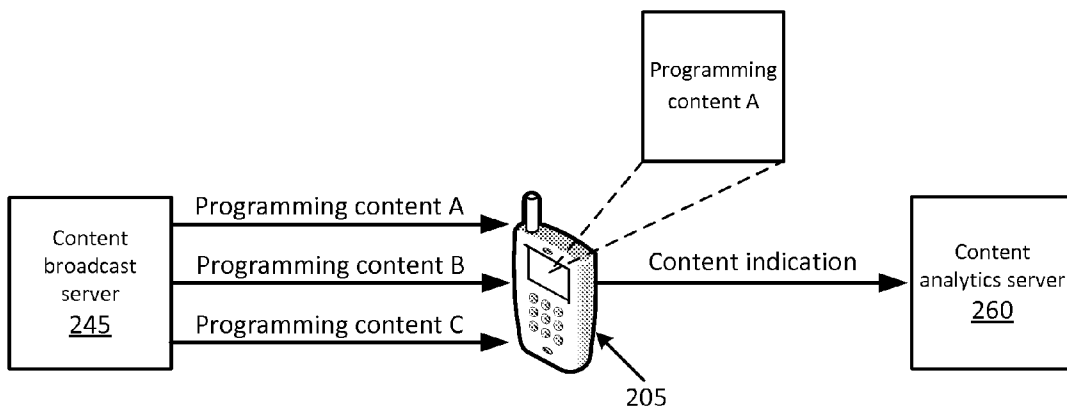 Programming
content A
Programming content A
Content
broadcast
server
245
Programming content B
Programming content C
Content indication
Content
analytics server
260
205